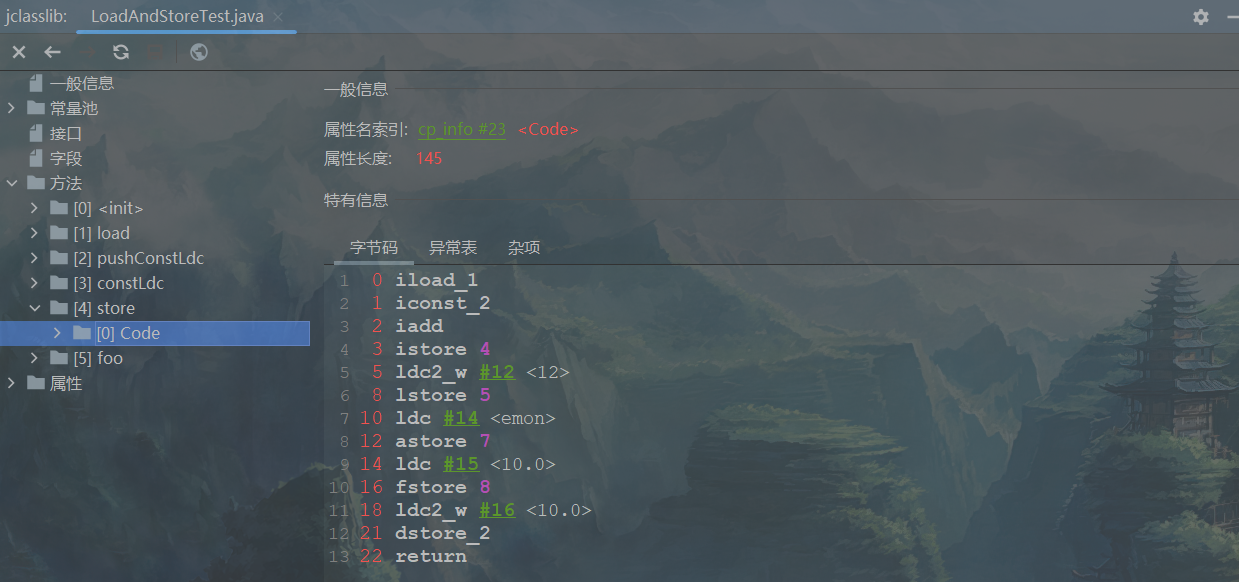 jclasslib: LoadAndStoreTest.java
一般信息
常量池
接口
字段
方法
[0] <init>
[1] load
[2] pushConstLdc
[3] constLdc
[4] store
[0] Code
[5] foo
属性
一般信息
属性名索引: cp_info #23 <Code>
属性长度: 145
特有信息
字节码 异常表 杂项
1 0 iload_1
2 1 iconst_2
3 2 iadd
4 3 istore 4
5 5 ldc2_w #12 <12>
6 8 lstore 5
7 10 ldc #14 <emon>
8 12 astore 7
9 14 ldc #15 <10.0>
10 16 fstore 8
11 18 ldc2_w #16 <10.0>
12 21 dstore_2
13 22 return